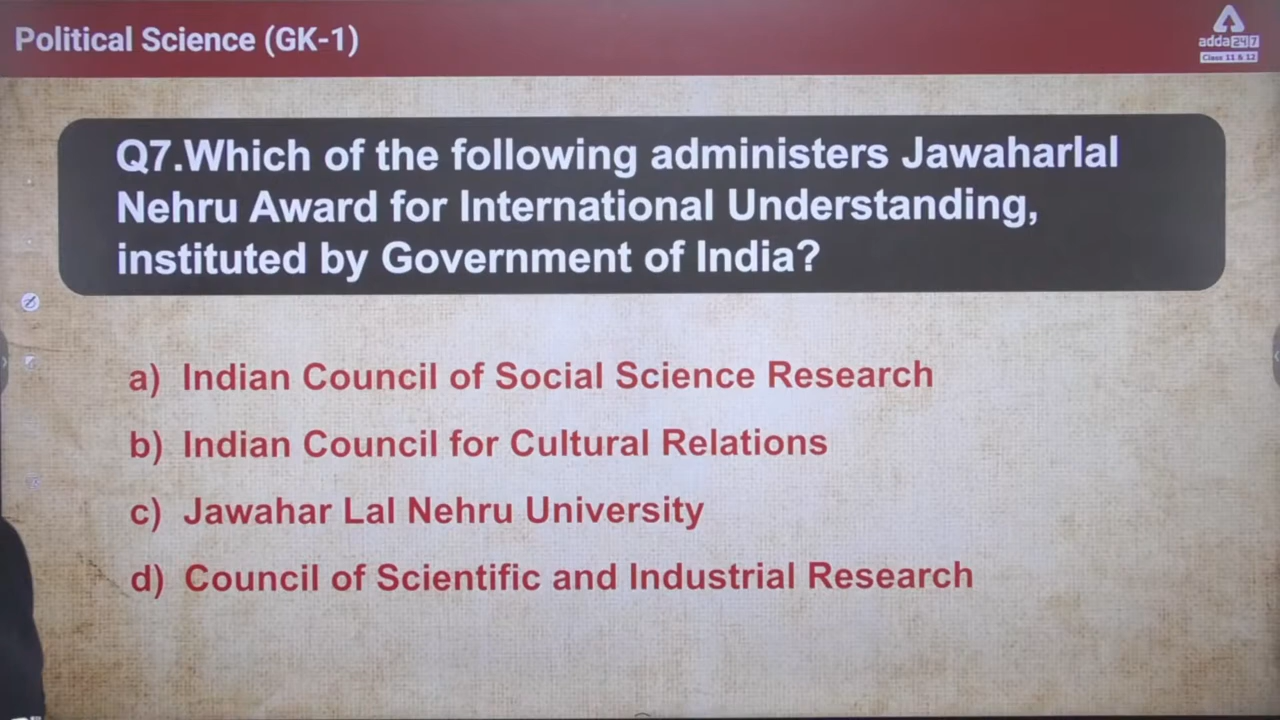 Political Science (GK-1)
adda247
Class 11 & 12
Q7.Which of the following administers Jawaharlal
Nehru Award for International Understanding,
instituted by Government of India?
a) Indian Council of Social Science Research
b) Indian Council for Cultural Relations
c) Jawahar Lal Nehru University
d) Council of Scientific and Industrial Research